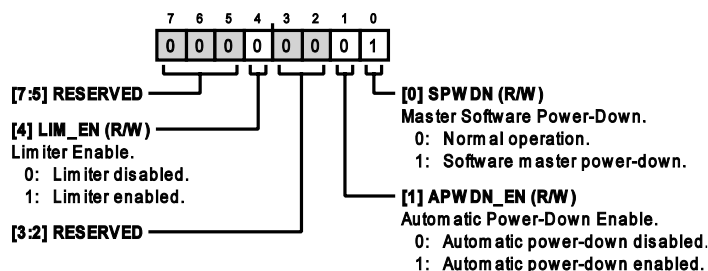 7 6 5 4 3 2 1 0
0 0 0 0 0 0 0 1
[7:5] RESERVED
[4] LIM_EN (R/W)
Limiter Enable.
0: Limiter disabled.
1: Limiter enabled.
[3:2] RESERVED
[0] SPWDN (R/W)
Master Software Power-Down.
0: Normal operation.
1: Software master power-down.
[1] APWDN_EN (R/W)
Automatic Power-Down Enable.
0: Automatic power-down disabled.
1: Automatic power-down enabled.